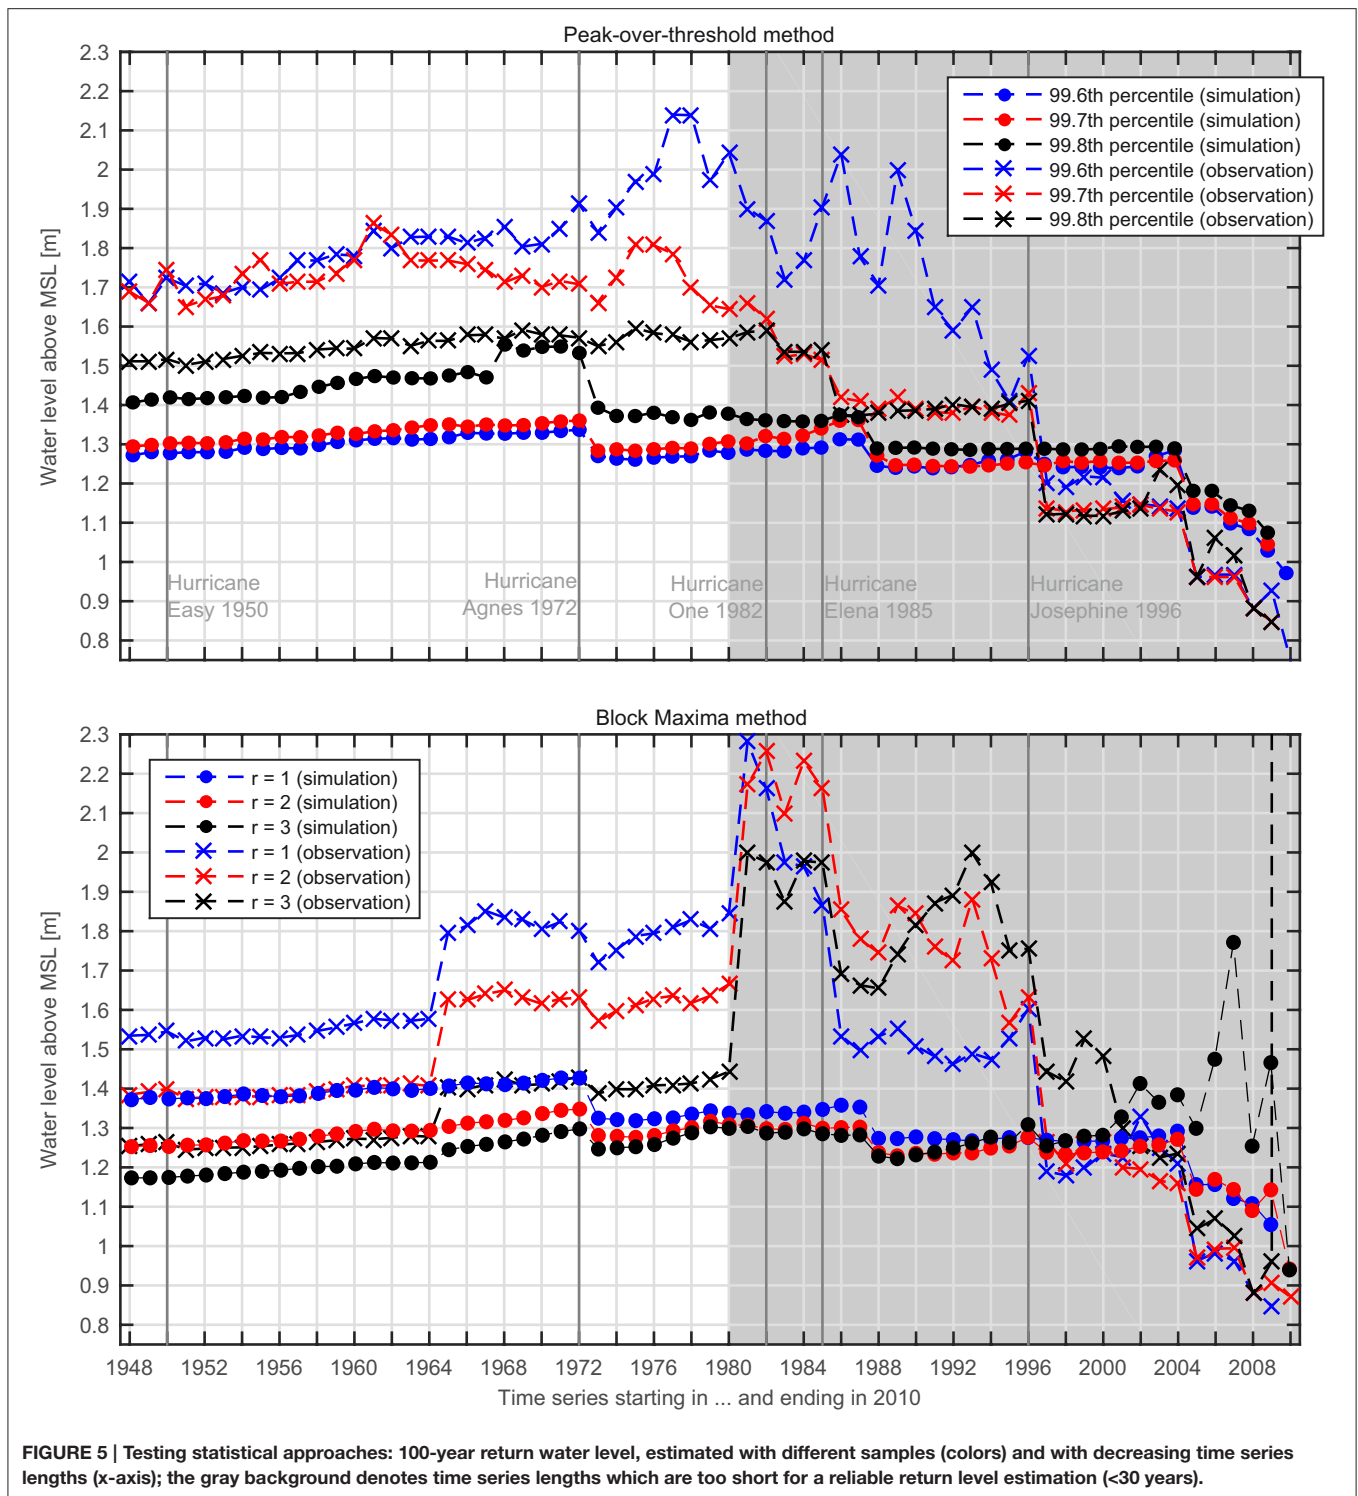 Peak-over-threshold method
2.3
2.2
2.1
2
1.9
1.8
1.7
1.6
1.5
1.4
1.3
1.2
1.1
1
0.9
0.8
Water level above MSL [m]
99.6th percentile (simulation)
99.7th percentile (simulation)
99.8th percentile (simulation)
99.6th percentile (observation)
99.7th percentile (observation)
99.8th percentile (observation)
Hurricane
Easy 1950
Hurricane
Agnes 1972
Hurricane
One 1982
Hurricane
Elena 1985
Hurricane
Josephine 1996
Block Maxima method
2.3
2.2
2.1
2
1.9
1.8
1.7
1.6
1.5
1.4
1.3
1.2
1.1
1
0.9
0.8
Water level above MSL [m]
r = 1 (simulation)
r = 2 (simulation)
r = 3 (simulation)
r = 1 (observation)
r = 2 (observation)
r = 3 (observation)
1948 1952 1956 1960 1964 1968 1972 1976 1980 1984 1988 1992 1996 2000 2004 2008
Time series starting in ... and ending in 2010
FIGURE 5 | Testing statistical approaches: 100-year return water level, estimated with different samples (colors) and with decreasing time series
lengths (x-axis); the gray background denotes time series lengths which are too short for a reliable return level estimation (<30 years).